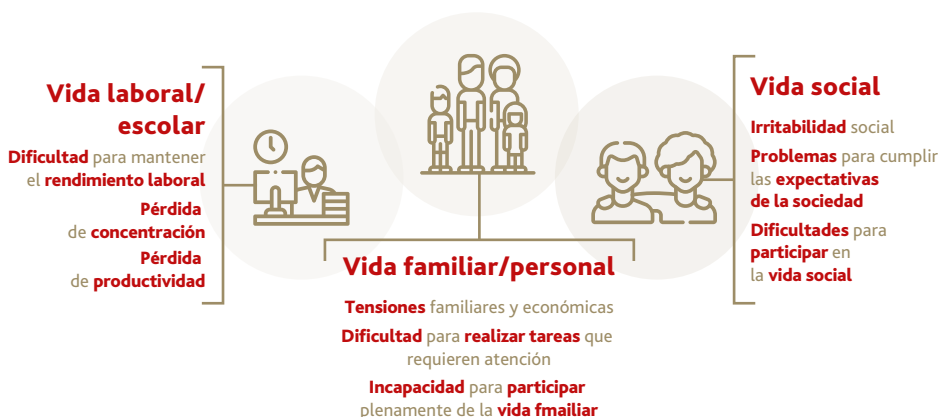 Vida laboral/
escolar
Dificultad para mantener
el rendimiento laboral
Pérdida
de concentración
Pérdida
de productividad
Vida familiar/personal
Tensiones familiares y económicas
Dificultad para realizar tareas que
requieren atención
Incapacidad para participar
plenamente de la vida fmailiar
Vida social
Irritabilidad social
Problemas para cumplir
las expectativas
de la sociedad
Dificultades para
participar en
la vida social